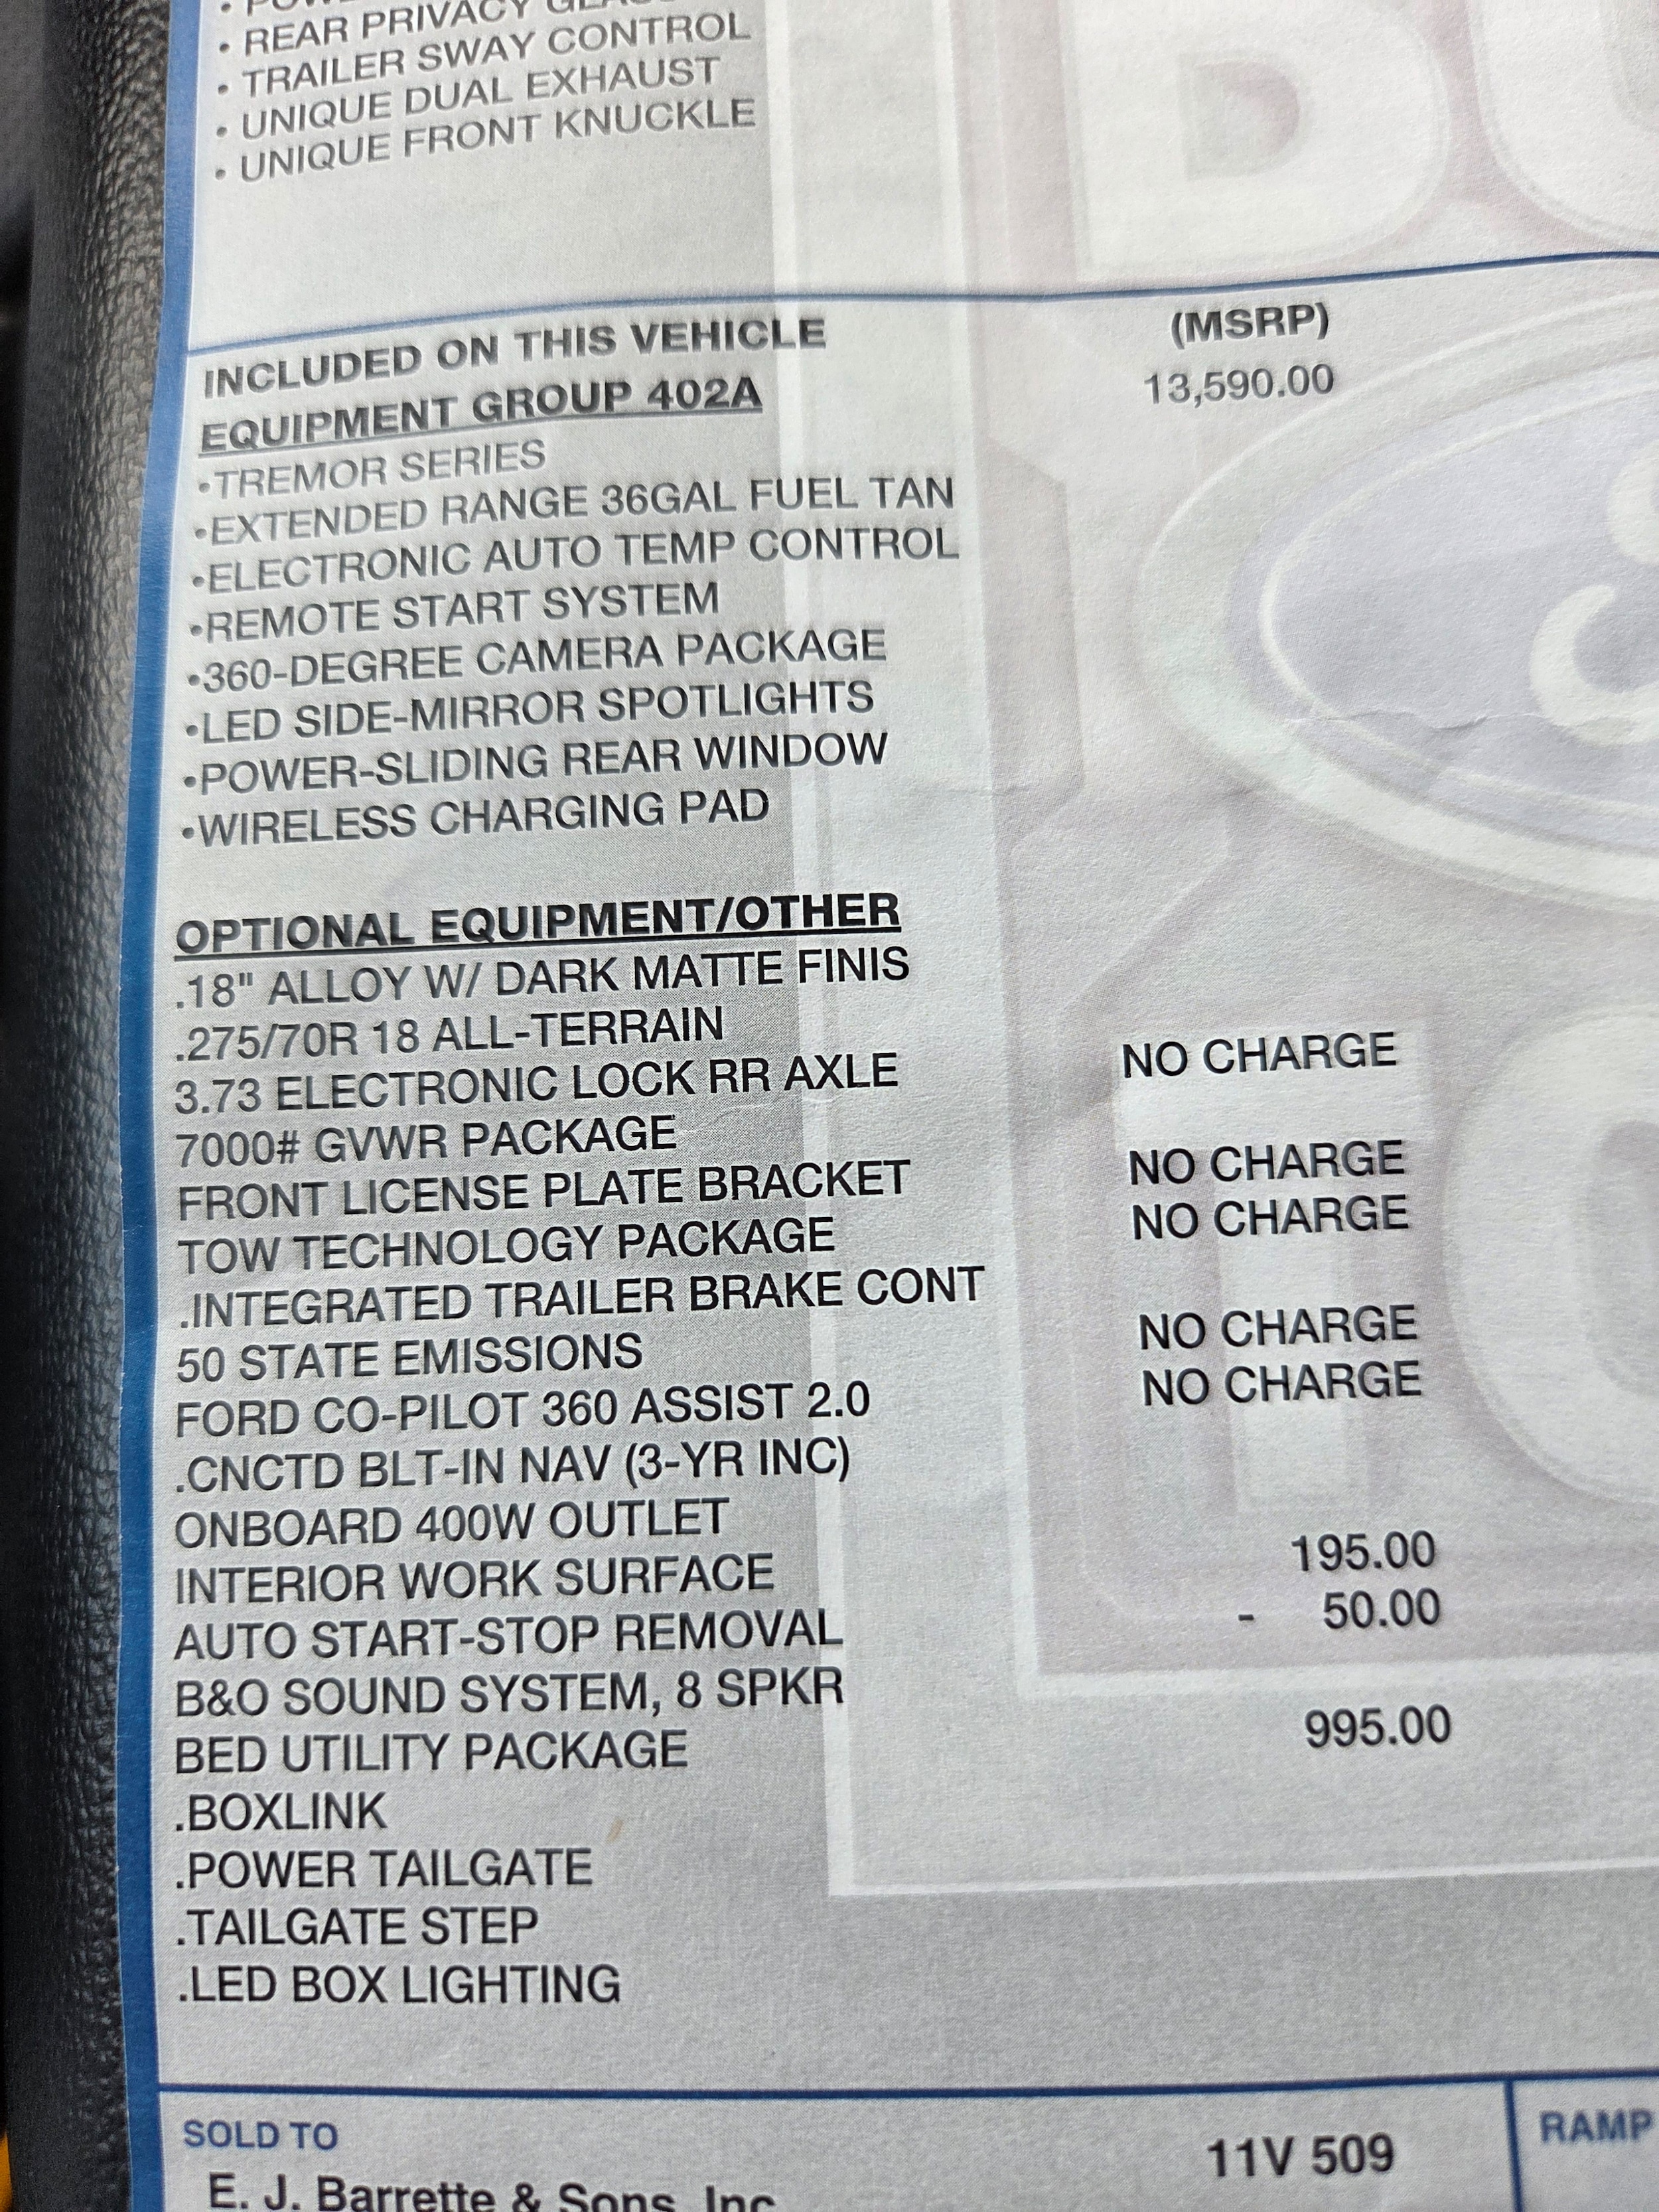 • REAR PRIVACY
• TRAILER SWAY CONTROL
• UNIQUE DUAL EXHAUST
• UNIQUE FRONT KNUCKLE
INCLUDED ON THIS VEHICLE (MSRP)
EQUIPMENT GROUP 402A 13,590.00
•TREMOR SERIES
•EXTENDED RANGE 36GAL FUEL TAN
•ELECTRONIC AUTO TEMP CONTROL
•REMOTE START SYSTEM
•360-DEGREE CAMERA PACKAGE
•LED SIDE-MIRROR SPOTLIGHTS
•POWER-SLIDING REAR WINDOW
•WIRELESS CHARGING PAD
OPTIONAL EQUIPMENT/OTHER
.18" ALLOY W/ DARK MATTE FINIS
.275/70R 18 ALL-TERRAIN
3.73 ELECTRONIC LOCK RR AXLE NO CHARGE
7000# GVWR PACKAGE
FRONT LICENSE PLATE BRACKET NO CHARGE
TOW TECHNOLOGY PACKAGE NO CHARGE
.INTEGRATED TRAILER BRAKE CONT
50 STATE EMISSIONS NO CHARGE
FORD CO-PILOT 360 ASSIST 2.0 NO CHARGE
.CNCTD BLT-IN NAV (3-YR INC)
ONBOARD 400W OUTLET
INTERIOR WORK SURFACE 195.00
AUTO START-STOP REMOVAL - 50.00
B&O SOUND SYSTEM, 8 SPKR
BED UTILITY PACKAGE 995.00
.BOXLINK
.POWER TAILGATE
.TAILGATE STEP
.LED BOX LIGHTING
SOLD TO
11V 509
RAMP
E. J. Barrette & Sons, Inc